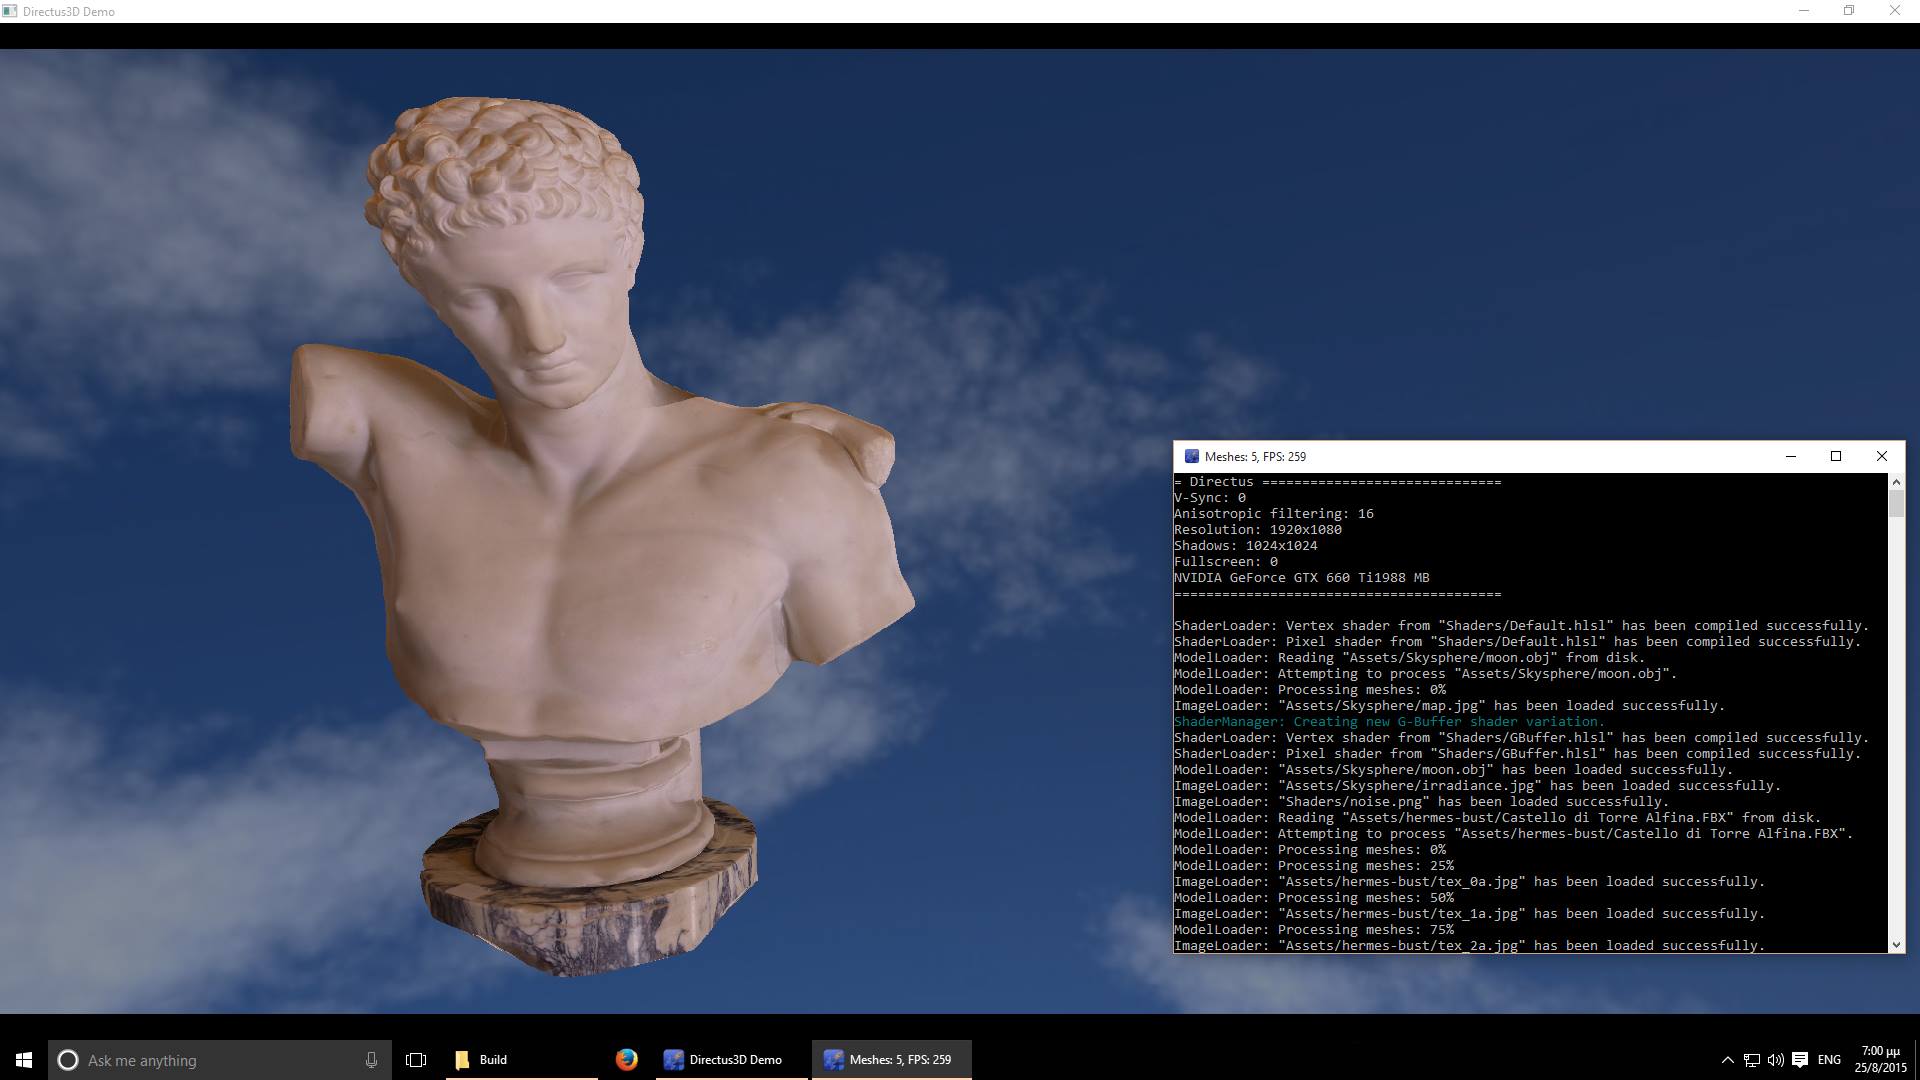 Directus3D Demo
Meshes: 5, FPS: 259
= Directus ==============================
V-Sync: 0
Anisotropic filtering: 16
Resolution: 1920x1080
Shadows: 1024x1024
Fullscreen: 0
NVIDIA GeForce GTX 660 Ti1988 MB
=========================================
ShaderLoader: Vertex shader from "Shaders/Default.hlsl" has been compiled successfully.
ShaderLoader: Pixel shader from "Shaders/Default.hlsl" has been compiled successfully.
ModelLoader: Reading "Assets/Skysphere/moon.obj" from disk.
ModelLoader: Attempting to process "Assets/Skysphere/moon.obj".
ModelLoader: Processing meshes: 0%
ImageLoader: "Assets/Skysphere/map.jpg" has been loaded successfully.
ShaderManager: Creating new G-Buffer shader variation.
ShaderLoader: Vertex shader from "Shaders/GBuffer.hlsl" has been compiled successfully.
ShaderLoader: Pixel shader from "Shaders/GBuffer.hlsl" has been compiled successfully.
ModelLoader: "Assets/Skysphere/moon.obj" has been loaded successfully.
ImageLoader: "Assets/Skysphere/irradiance.jpg" has been loaded successfully.
ImageLoader: "Shaders/noise.png" has been loaded successfully.
ModelLoader: Reading "Assets/hermes-bust/Castello di Torre Alfina.FBX" from disk.
ModelLoader: Attempting to process "Assets/hermes-bust/Castello di Torre Alfina.FBX".
ModelLoader: Processing meshes: 0%
ModelLoader: Processing meshes: 25%
ImageLoader: "Assets/hermes-bust/tex_0a.jpg" has been loaded successfully.
ModelLoader: Processing meshes: 50%
ImageLoader: "Assets/hermes-bust/tex_1a.jpg" has been loaded successfully.
ModelLoader: Processing meshes: 75%
ImageLoader: "Assets/hermes-bust/tex_2a.jpg" has been loaded successfully.
Ask me anything
Build
Directus3D Demo
Meshes: 5, FPS: 259
ENG
7:00 μμ
25/8/2015